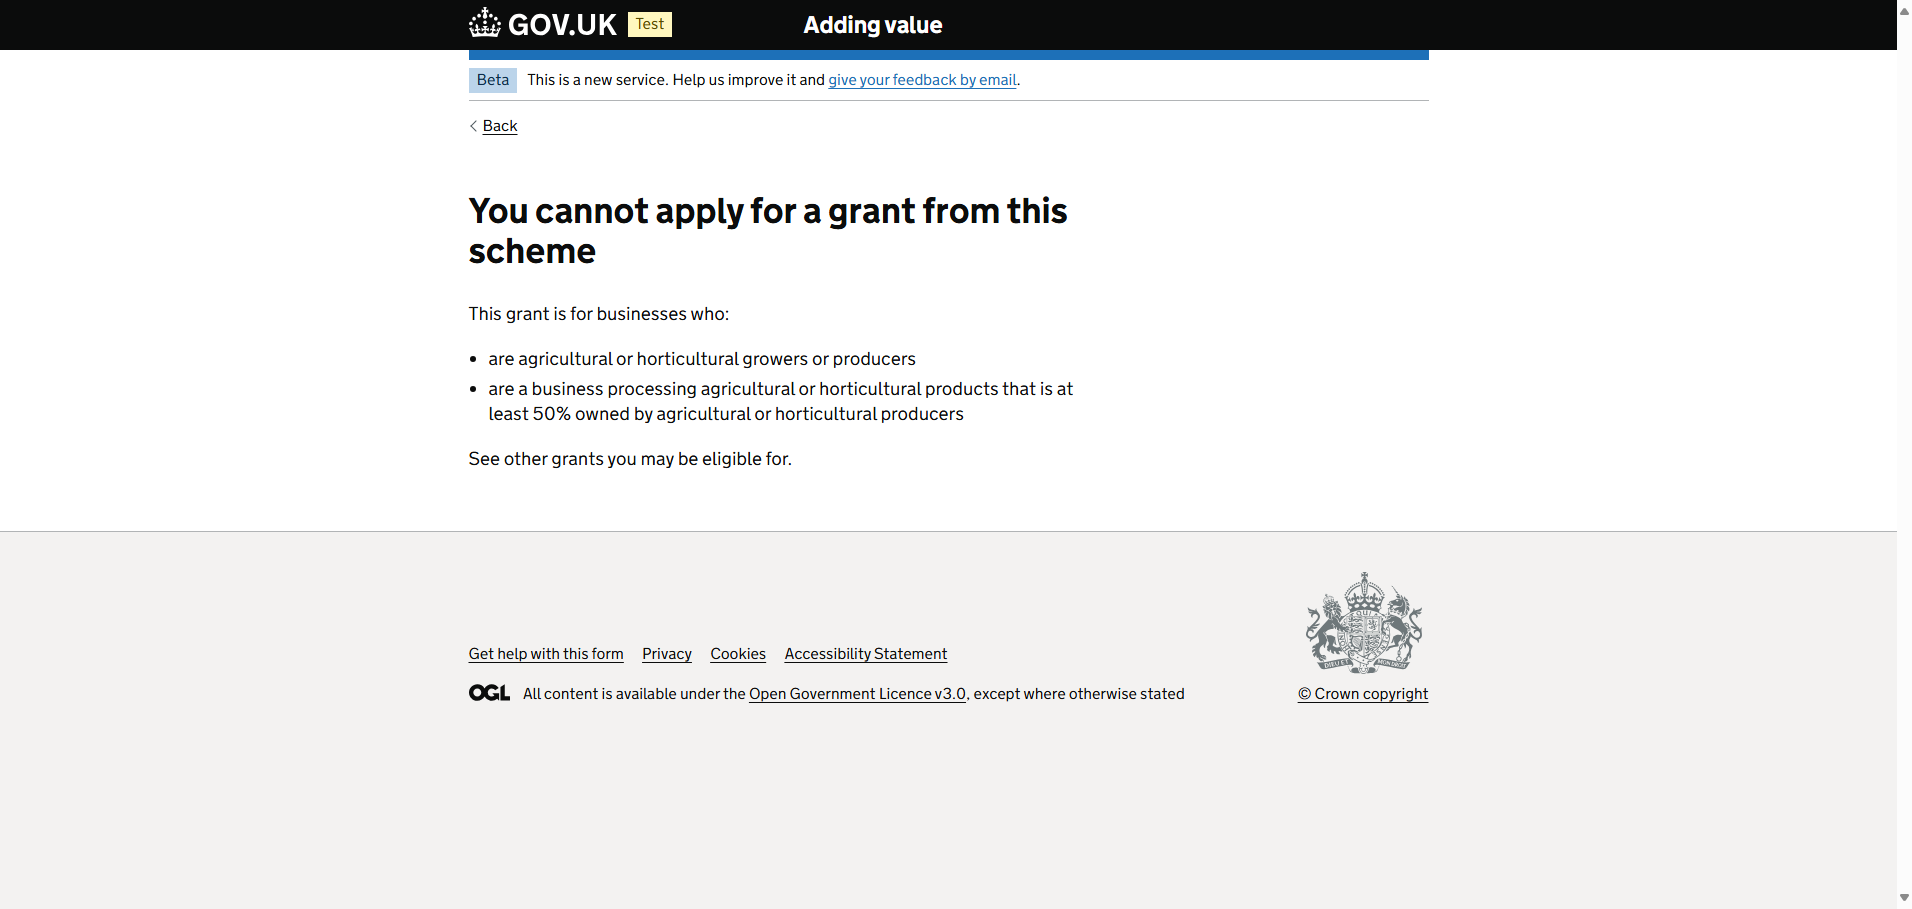 GOV.UK Test Adding value
Beta This is a new service. Help us improve it and give your feedback by email.
Back
You cannot apply for a grant from this
scheme
This grant is for businesses who:
• are agricultural or horticultural growers or producers
• are a business processing agricultural or horticultural products that is at
least 50% owned by agricultural or horticultural producers
See other grants you may be eligible for.
Get help with this form Privacy Cookies Accessibility Statement
OGL All content is available under the Open Government Licence v3.0, except where otherwise stated
© Crown copyright